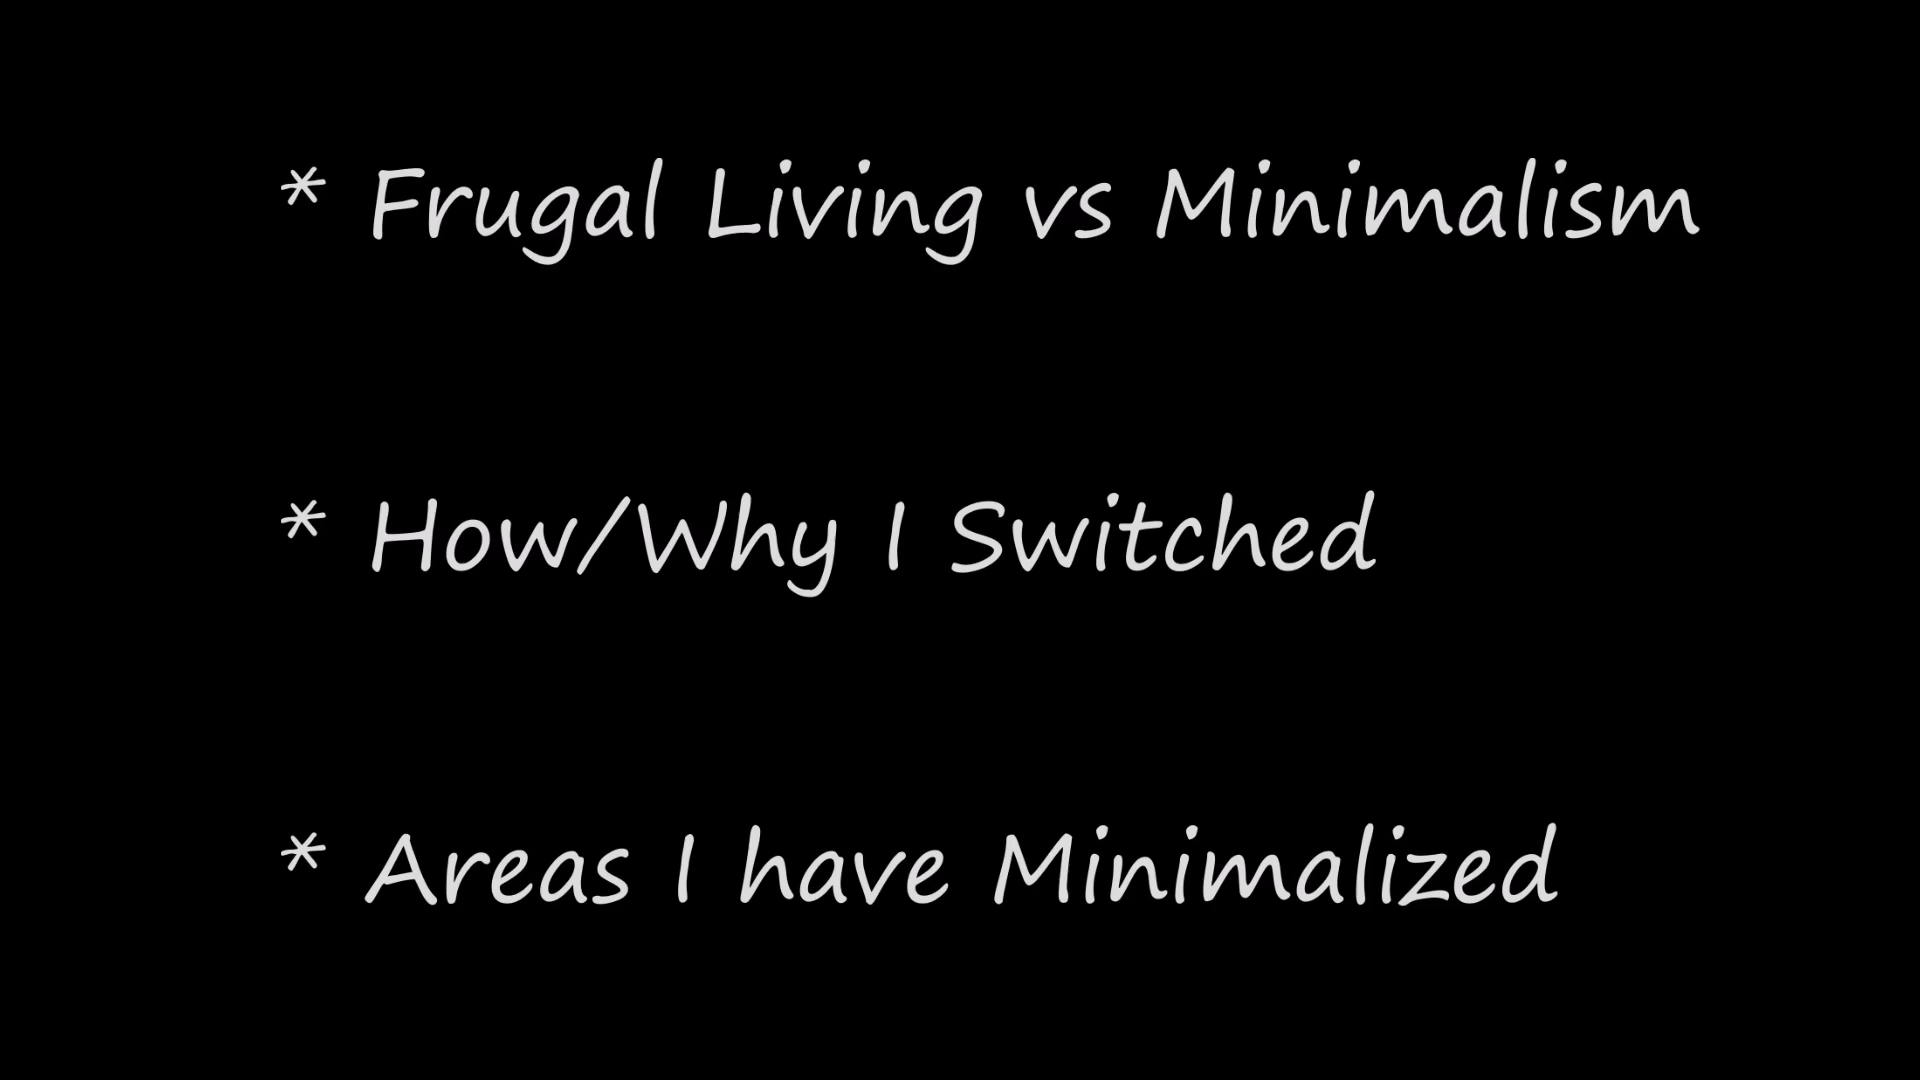 * Frugal Living vs Minimalism
* How/Why I Switched
* Areas I have Minimalized